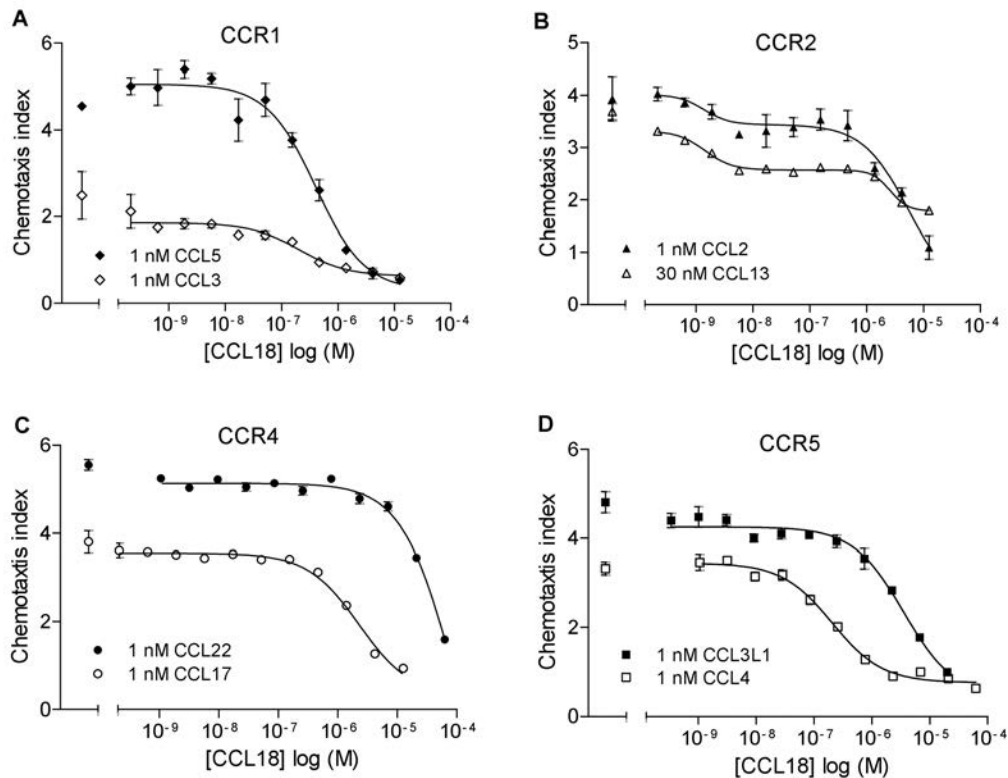 A
CCR1
Chemotaxis index
6
4
2
0
1 nM CCL5
1 nM CCL3
10-9 10-8 10-7 10-6 10-5 10-4
[CCL18] log (M)
B
CCR2
Chemotaxis index
5
4
3
2
1
0
1 nM CCL2
30 nM CCL13
10-9 10-8 10-7 10-6 10-5 10-4
[CCL18] log (M)
C
CCR4
Chemotaxtis index
6
4
2
0
1 nM CCL22
1 nM CCL17
10-9 10-8 10-7 10-6 10-5 10-4
[CCL18] log (M)
D
CCR5
Chemotaxis index
6
4
2
0
1 nM CCL3L1
1 nM CCL4
10-9 10-8 10-7 10-6 10-5 10-4
[CCL18] log (M)